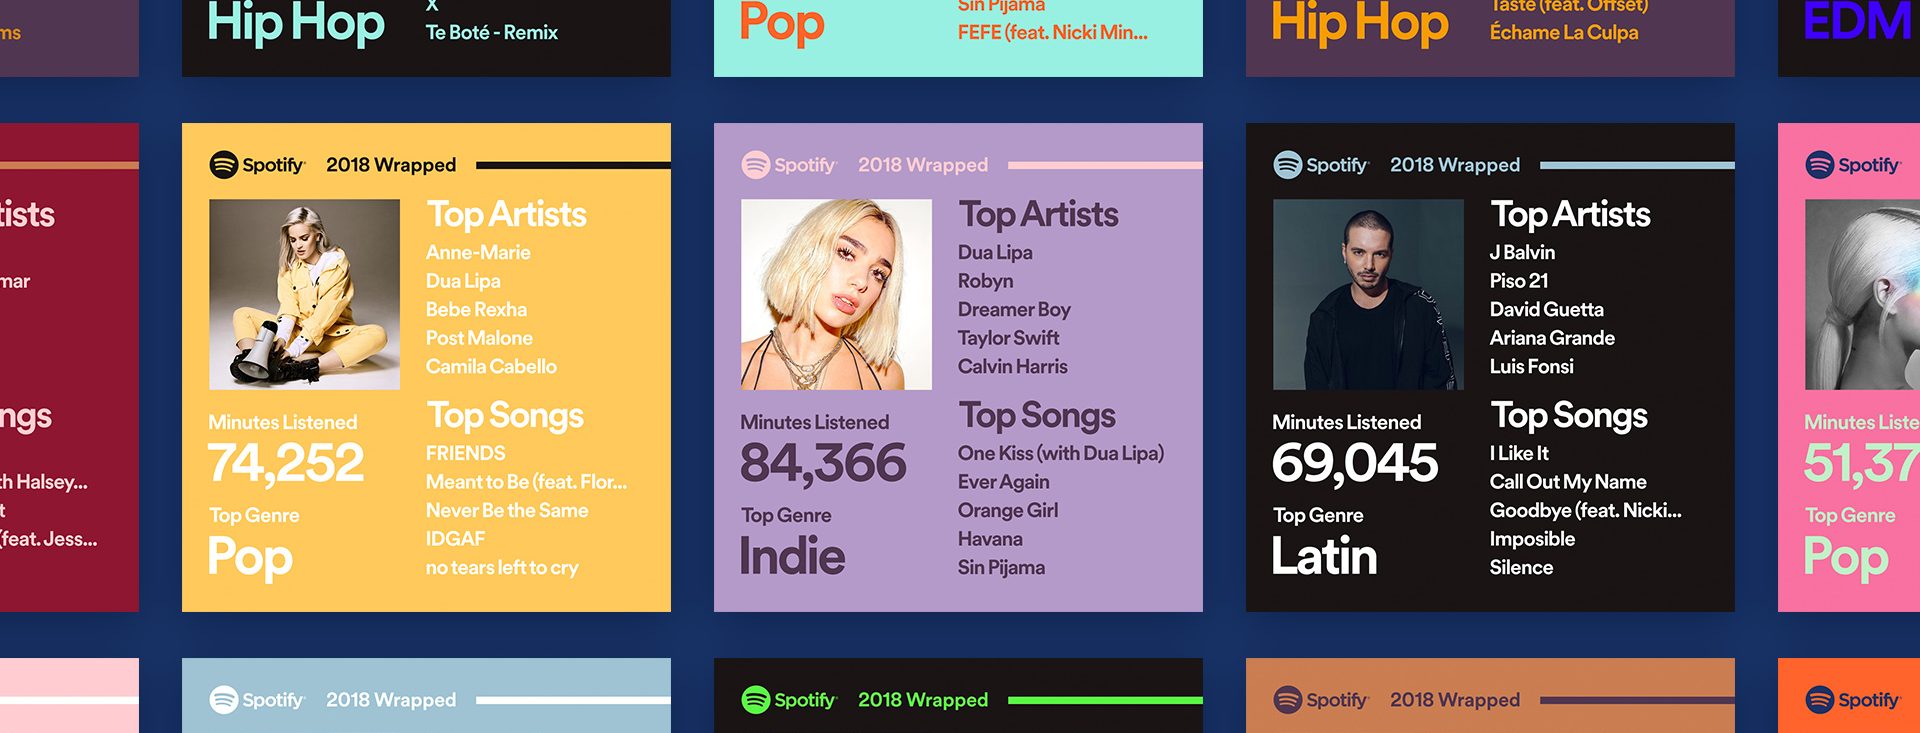 ms
Hip Hop
X
Te Boté - Remix
Pop
Sin Pijama
FEFE (feat. Nicki Min...
Hip Hop
Taste (feat. Offset)
Échame La Culpa
EDM
tists
mar
ngs
th Halsey...
t
(feat. Jess...
Spotify
2018 Wrapped
Top Artists
Anne-Marie
Dua Lipa
Bebe Rexha
Post Malone
Camila Cabello
Minutes Listened
74,252
Top Genre
Pop
Top Songs
FRIENDS
Meant to Be (feat. Flor...
Never Be the Same
IDGAF
no tears left to cry
Spotify
2018 Wrapped
Top Artists
Dua Lipa
Robyn
Dreamer Boy
Taylor Swift
Calvin Harris
Minutes Listened
84,366
Top Genre
Indie
Top Songs
One Kiss (with Dua Lipa)
Ever Again
Orange Girl
Havana
Sin Pijama
Spotify
2018 Wrapped
Top Artists
J Balvin
Piso 21
David Guetta
Ariana Grande
Luis Fonsi
Minutes Listened
69,045
Top Genre
Latin
Top Songs
I Like It
Call Out My Name
Goodbye (feat. Nicki...
Imposible
Silence
Spotify
Minutes Liste
51,37
Top Genre
Pop
Spotify
2018 Wrapped
Spotify
2018 Wrapped
Spotify
2018 Wrapped
Spotify